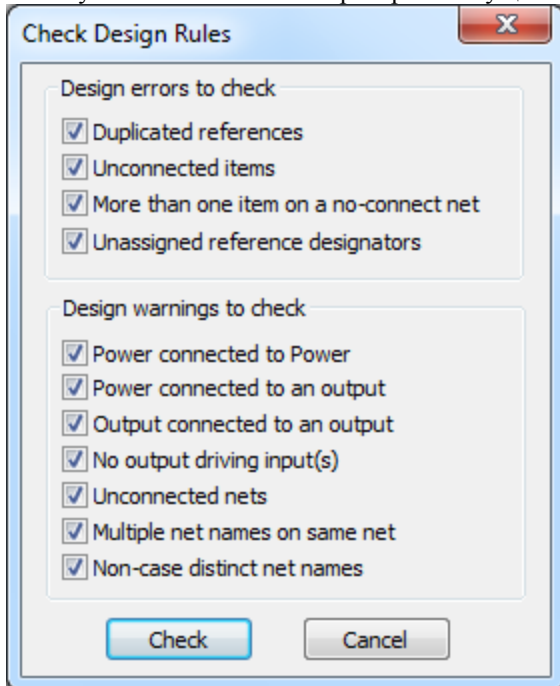 Check Design Rules
Design errors to check
Duplicated references
Unconnected items
More than one item on a no-connect net
Unassigned reference designators
Design warnings to check
Power connected to Power
Power connected to an output
Output connected to an output
No output driving input(s)
Unconnected nets
Multiple net names on same net
Non-case distinct net names
Check Cancel